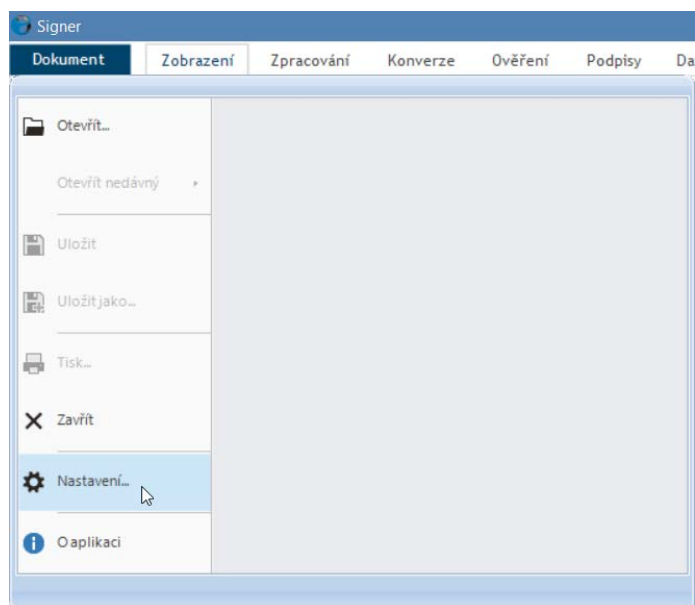 Signer
Dokument Zobrazení Zpracování Konverze Ověření Podpisy Da
Otevřít...
Otevřít nedávný
Uložit
Uložit jako...
Tisk...
Zavřít
Nastavení...
O aplikaci